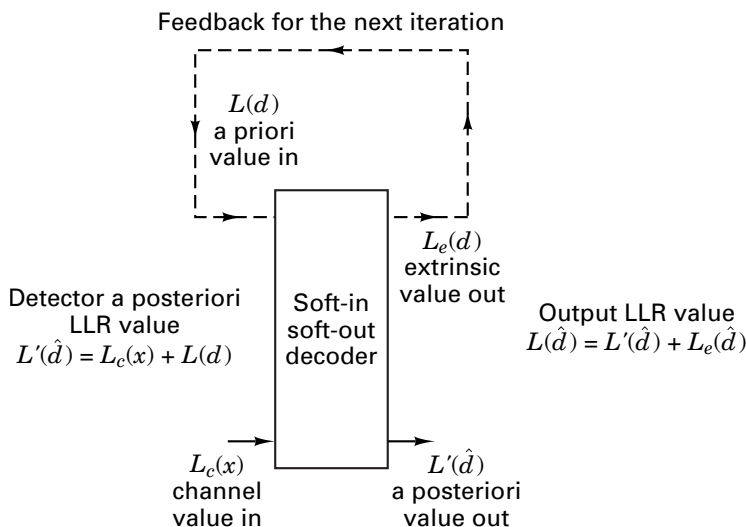 Feedback for the next iteration
L(d)
a priori
value in
L_e(d)
extrinsic
value out
Detector a posteriori
LLR value
L'(d̂) = L_c(x) + L(d)
Soft-in
soft-out
decoder
Output LLR value
L(d̂) = L'(d̂) + L_e(d̂)
L_c(x)
channel
value in
L'(d̂)
a posteriori
value out